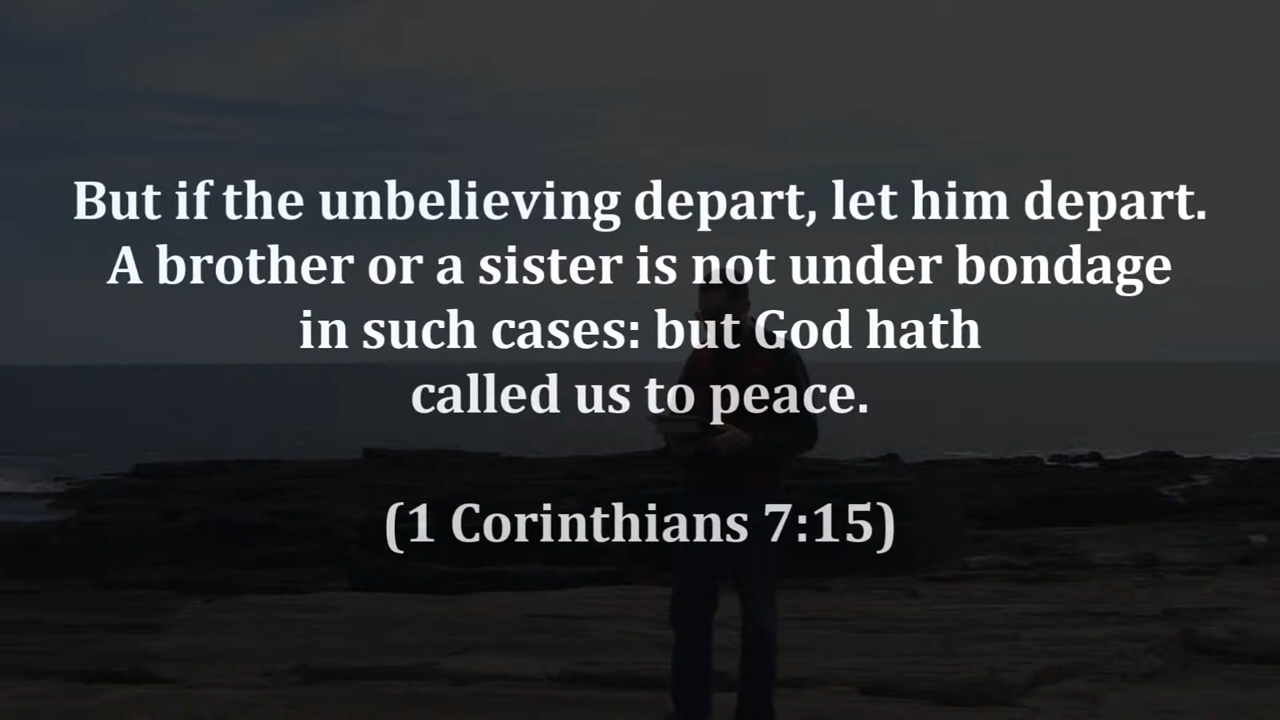 But if the unbelieving depart, let him depart.
A brother or a sister is not under bondage
in such cases: but God hath
called us to peace.
(1 Corinthians 7:15)